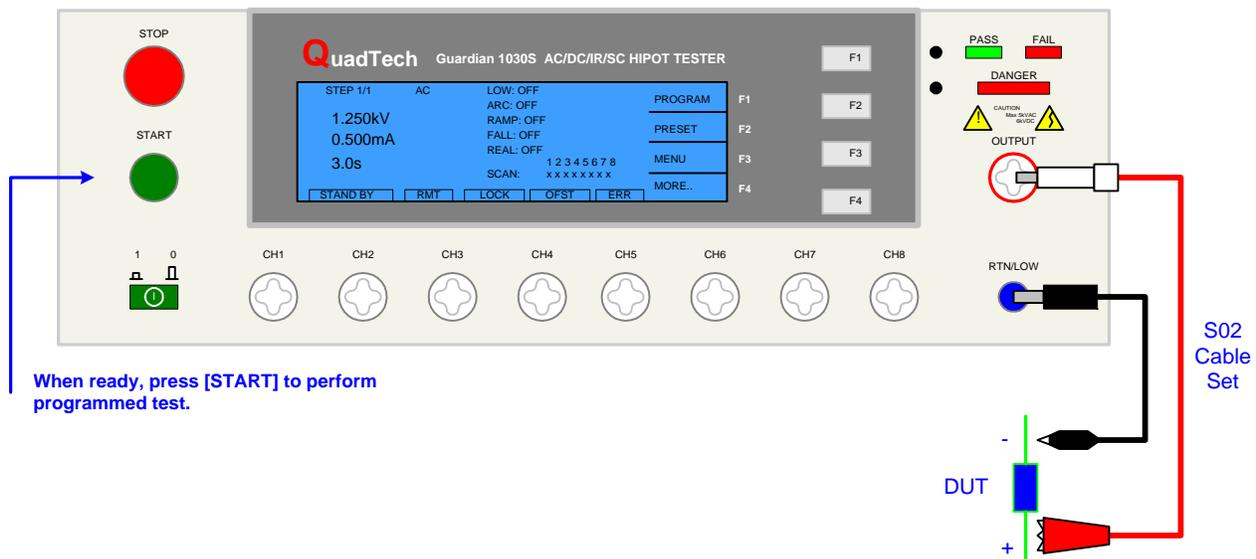 STOP
START
1 0
QuadTech Guardian 1030S AC/DC/IR/SC HIPOT TESTER
STEP 1/1 AC
1.250kV
0.500mA
3.0s
LOW: OFF
ARC: OFF
RAMP: OFF
FALL: OFF
REAL: OFF
1 2 3 4 5 6 7 8
SCAN: x x x x x x x x
STAND BY RMT LOCK OFST ERR
PROGRAM F1
PRESET F2
MENU F3
MORE.. F4
F1
F2
F3
F4
PASS FAIL
DANGER
CAUTION
Max 5kVAC
6kVDC
OUTPUT
CH1 CH2 CH3 CH4 CH5 CH6 CH7 CH8
RTN/LOW
When ready, press [START] to perform
programmed test.
S02
Cable
Set
-
DUT
+